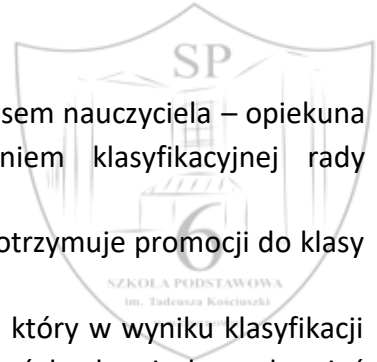 SP
sem nauczyciela – opiekuna
niem klasyfikacyjnej rady
6
otrzymuje promocji do klasy
SZKOŁA PODSTAWOWA
im. Tadeusza Kościuszki
który w wyniku klasyfikacji